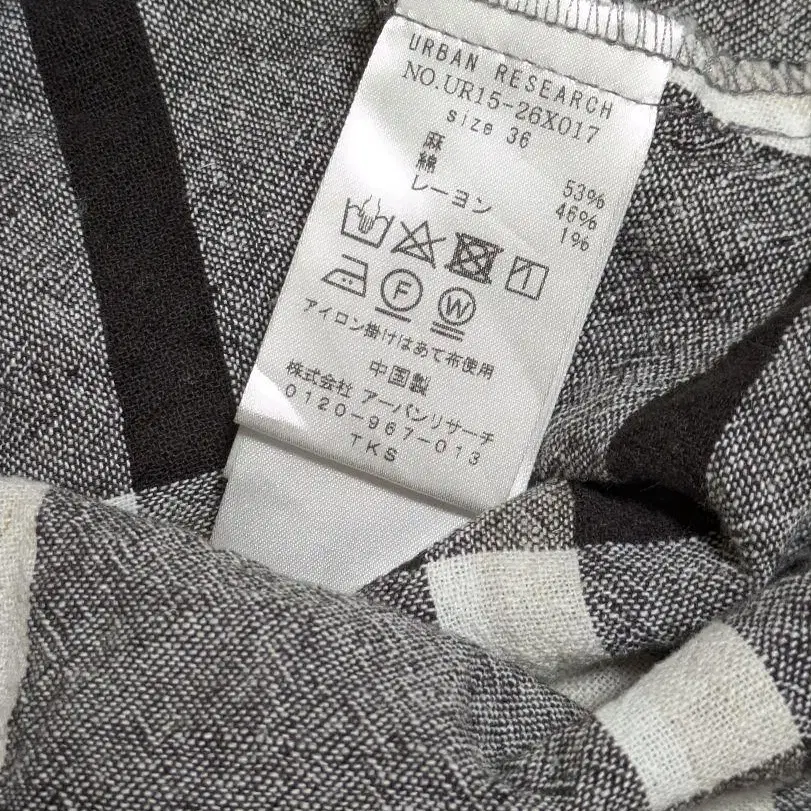 URBAN RESEARCH
NO.UR15-26X017
size 36
麻 53%
綿 46%
レーヨン 1%
F W
アイロン掛けはあて布使用
中国製
株式会社 アーバンリサーチ
0120-967-013
TKS